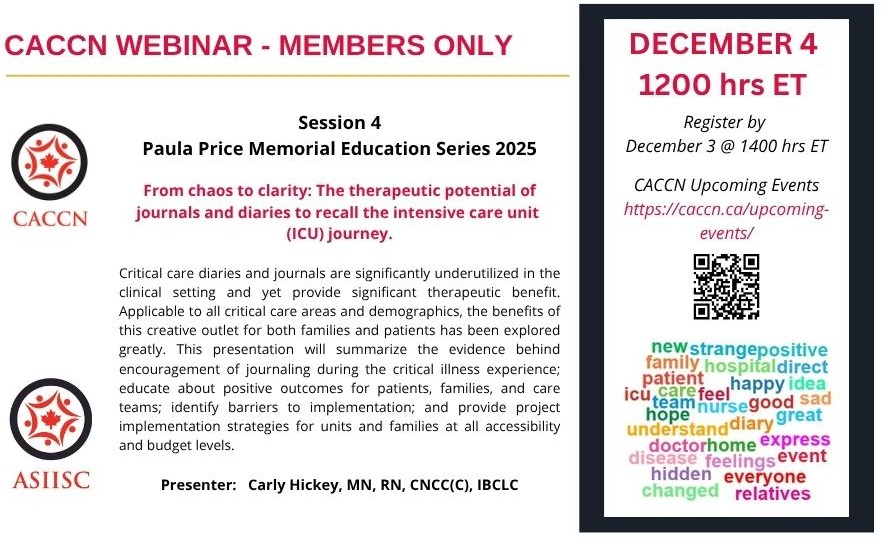 CACCN WEBINAR - MEMBERS ONLY
Session 4
Paula Price Memorial Education Series 2025
From chaos to clarity: The therapeutic potential of
journals and diaries to recall the intensive care unit
(ICU) journey.
CACCN
Critical care diaries and journals are significantly underutilized in the
clinical setting and yet provide significant therapeutic benefit.
Applicable to all critical care areas and demographics, the benefits of
this creative outlet for both families and patients has been explored
greatly. This presentation will summarize the evidence behind
encouragement of journaling during the critical illness experience;
educate about positive outcomes for patients, families, and care
teams; identify barriers to implementation; and provide project
implementation strategies for units and families at all accessibility
and budget levels.
ASIISC
Presenter: Carly Hickey, MN, RN, CNCC(C), IBCLC
DECEMBER 4
1200 hrs ET
Register by
December 3 @ 1400 hrs ET
CACCN Upcoming Events
https://caccn.ca/upcoming-
events/
new strange positive
family hospital direct
patient happy idea
icu care feel sad
team nurse good
hope diary great
understand
doctor home express
disease feelings event
hidden everyone
changed relatives